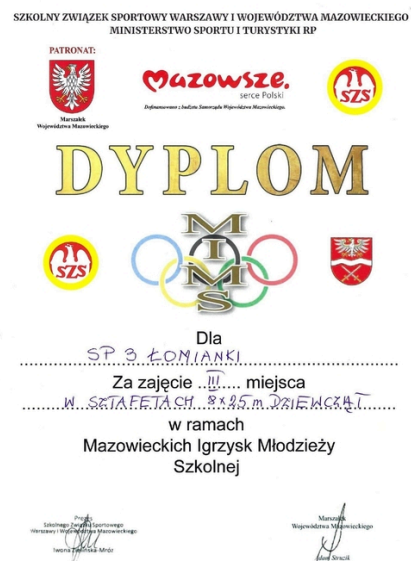 SZKOLNY ZWIĄZEK SPORTOWY WARSZAWY I WOJEWÓDZTWA MAZOWIECKIEGO
MINISTERSTWO SPORTU I TURYSTYKI RP
PATRONAT:
Marszałek
Województwa Mazowieckiego
Mazowsze.
serce Polski
Dofinansowano z budżetu Samorządu Województwa Mazowieckiego.
SZS
DYPLOM
SZS
MIMS
Dla
SP 3 ŁOMIANKI
Za zajęcie ..III.... miejsca
W SZTAFETACH 8x25m DZIEWCZĄT
w ramach
Mazowieckich Igrzysk Młodzieży
Szkolnej
Prezes
Szkolnego Związku Sportowego
Warszawy i Województwa Mazowieckiego
Iwona Zielińska-Mróz
Marszałek
Województwa Mazowieckiego
Adam Struzik